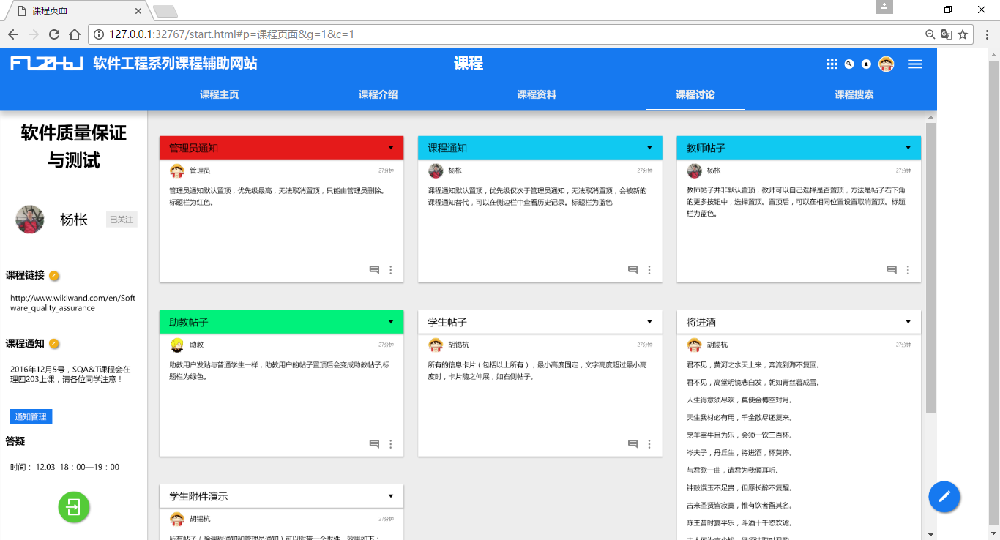 课程页面
127.0.0.1:32767/start.html#p=课程页面&g=1&c=1
软件工程系列课程辅助网站
课程
课程主页
课程介绍
课程资料
课程讨论
课程搜索
软件质量保证
与测试
杨枨
已关注
课程链接
http://www.wikiwand.com/en/Soft
ware_quality_assurance
课程通知
2016年12月5号，SQA&T课程会在
理四203上课，请各位同学注意！
通知管理
答疑
时间： 12.03 18：00—19：00
管理员通知
管理员
27分钟
管理员通知默认置顶，优先级最高，无法取消置顶，只能由管理员删除。
标题栏为红色。
课程通知
杨枨
27分钟
课程通知默认置顶，优先级仅次于管理员通知，无法取消置顶，会被新的
课程通知替代，可以在侧边栏中查看历史记录。标题栏为蓝色
教师帖子
杨枨
27分钟
教师帖子并非默认置顶，教师可以自己选择是否置顶，方法是帖子右下角
的更多按钮中，选择置顶。置顶后，可以在相同位置设置取消置顶。标题
栏为蓝色。
助教帖子
助教
27分钟
助教用户发贴与普通学生一样，助教用户的帖子置顶后会变成助教帖子,标
题栏为绿色。
学生帖子
胡锡杭
27分钟
所有的信息卡片（包括以上所有），最小高度固定，文字高度超过最小高
度时，卡片随之伸展，如右侧帖子。
将进酒
胡锡杭
27分钟
君不见，黄河之水天上来，奔流到海不复回。
君不见，高堂明镜悲白发，朝如青丝暮成雪。
人生得意须尽欢，莫使金樽空对月。
天生我材必有用，千金散尽还复来。
烹羊宰牛且为乐，会须一饮三百杯。
岑夫子，丹丘生，将进酒，杯莫停。
与君歌一曲，请君为我倾耳听。
钟鼓馔玉不足贵，但愿长醉不复醒。
古来圣贤皆寂寞，惟有饮者留其名。
陈王昔时宴平乐，斗酒十千恣欢谑。
主人何为言少钱，径须沽取对君酌。
学生附件演示
胡锡杭
27分钟
所有帖子（除课程通知和管理员通知）可以附带一个附件，效果如下：